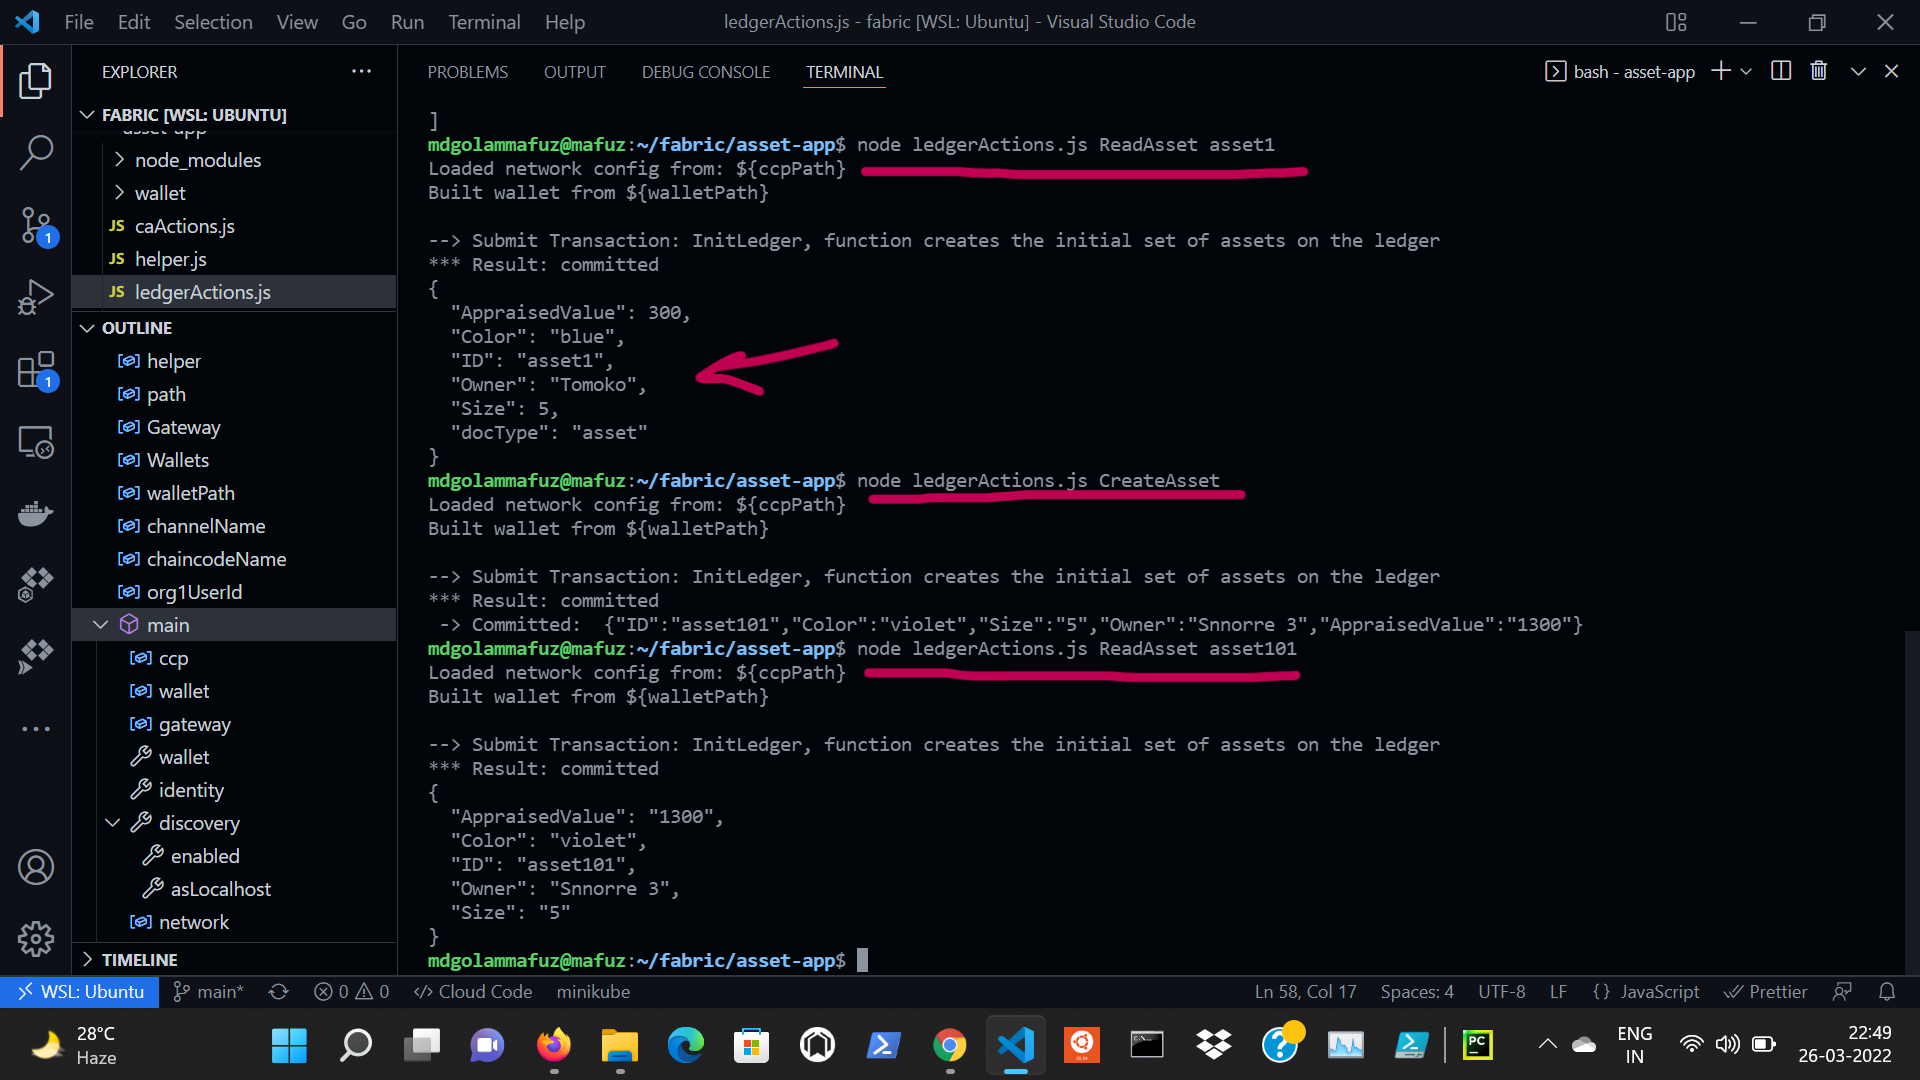 File Edit Selection View Go Run Terminal Help
ledgerActions.js - fabric [WSL: Ubuntu] - Visual Studio Code
EXPLORER
FABRIC [WSL: UBUNTU]
asset-app
node_modules
wallet
JS caActions.js
JS helper.js
JS ledgerActions.js
OUTLINE
helper
path
Gateway
Wallets
walletPath
channelName
chaincodeName
org1UserId
main
ccp
wallet
gateway
wallet
identity
discovery
enabled
asLocalhost
network
TIMELINE
1
1
PROBLEMS OUTPUT DEBUG CONSOLE TERMINAL
bash - asset-app
]
mdgolammafuz@mafuz:~/fabric/asset-app$ node ledgerActions.js ReadAsset asset1
Loaded network config from: ${ccpPath}
Built wallet from ${walletPath}
--> Submit Transaction: InitLedger, function creates the initial set of assets on the ledger
*** Result: committed
{
"AppraisedValue": 300,
"Color": "blue",
"ID": "asset1",
"Owner": "Tomoko",
"Size": 5,
"docType": "asset"
}
mdgolammafuz@mafuz:~/fabric/asset-app$ node ledgerActions.js CreateAsset
Loaded network config from: ${ccpPath}
Built wallet from ${walletPath}
--> Submit Transaction: InitLedger, function creates the initial set of assets on the ledger
*** Result: committed
-> Committed: {"ID":"asset101","Color":"violet","Size":"5","Owner":"Snnorre 3","AppraisedValue":"1300"}
mdgolammafuz@mafuz:~/fabric/asset-app$ node ledgerActions.js ReadAsset asset101
Loaded network config from: ${ccpPath}
Built wallet from ${walletPath}
--> Submit Transaction: InitLedger, function creates the initial set of assets on the ledger
*** Result: committed
{
"AppraisedValue": "1300",
"Color": "violet",
"ID": "asset101",
"Owner": "Snnorre 3",
"Size": "5"
}
mdgolammafuz@mafuz:~/fabric/asset-app$
WSL: Ubuntu main* 0 0 Cloud Code minikube
Ln 58, Col 17 Spaces: 4 UTF-8 LF {} JavaScript Prettier
28°C
Haze
PC
ENG
IN
22:49
26-03-2022